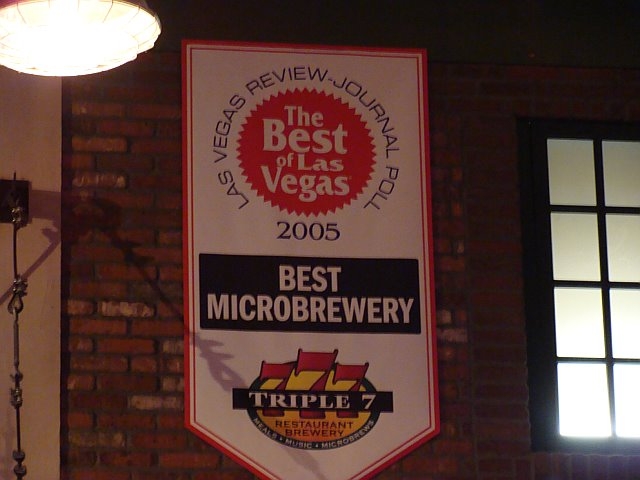 LAS VEGAS REVIEW-JOURNAL POLL
The
Best
of Las
Vegas
2005
BEST
MICROBREWERY
777
TRIPLE 7
RESTAURANT
BREWERY
MEALS • MUSIC • MICROBREWS